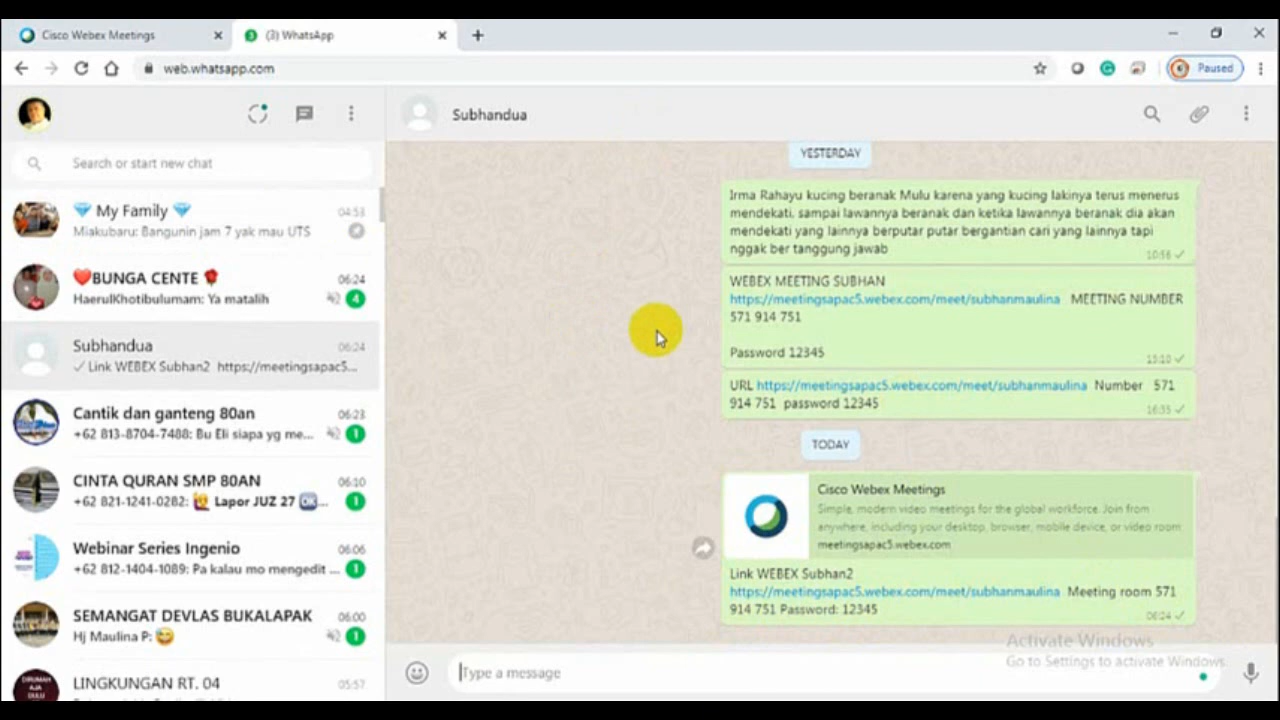 Cisco Webex Meetings
(3) WhatsApp
web.whatsapp.com
Paused
Search or start new chat
💎 My Family 💎 04:53
Miakubaru: Bangunin jam 7 yak mau UTS
❤️BUNGA CENTE 🌹 06:24
HaerulKhotibulumam: Ya matalih 4
Subhandua 06:24
✓ Link WEBEX Subhan2 https://meetingsapac5...
Cantik dan ganteng 80an 06:23
+62 813-8704-7488: Bu Eli siapa yg me... 1
CINTA QURAN SMP 80AN 06:10
+62 821-1241-0282: 🙋 Lapor JUZ 27 🆗... 1
Webinar Series Ingenio 06:06
+62 812-1404-1089: Pa kalau mo mengedit ... 1
SEMANGAT DEVLAS BUKALAPAK 06:00
Hj Maulina P: 😅 1
LINGKUNGAN RT. 04 05:57
Subhandua
YESTERDAY
Irma Rahayu kucing beranak Mulu karena yang kucing lakinya terus menerus
mendekati. sampai lawannya beranak dan ketika lawannya beranak dia akan
mendekati yang lainnya berputar putar bergantian cari yang lainnya tapi
nggak ber tanggung jawab
10:56 ✓
WEBEX MEETING SUBHAN
https://meetingsapac5.webex.com/meet/subhanmaulina MEETING NUMBER
571 914 751
Password 12345
15:10 ✓
URL https://meetingsapac5.webex.com/meet/subhanmaulina Number 571
914 751 password 12345
16:35 ✓
TODAY
Cisco Webex Meetings
Simple, modern video meetings for the global workforce. Join from
anywhere, including your desktop, browser, mobile device, or video room
meetingsapac5.webex.com
Link WEBEX Subhan2
https://meetingsapac5.webex.com/meet/subhanmaulina Meeting room 571
914 751 Password: 12345
06:24 ✓
Activate Windows
Go to Settings to activate Windows.
Type a message